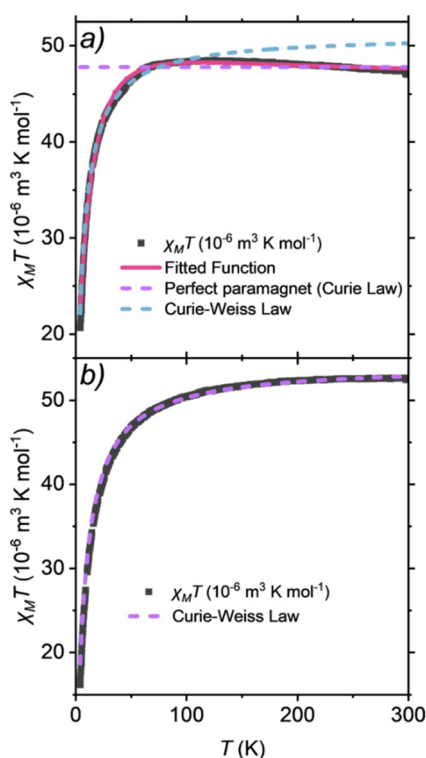 a)
χMT (10⁻⁶ m³ K mol⁻¹)
50
40
30
20
χMT (10⁻⁶ m³ K mol⁻¹)
Fitted Function
Perfect paramagnet (Curie Law)
Curie-Weiss Law
b)
χMT (10⁻⁶ m³ K mol⁻¹)
50
40
30
20
χMT (10⁻⁶ m³ K mol⁻¹)
Curie-Weiss Law
0 100 200 300
T (K)